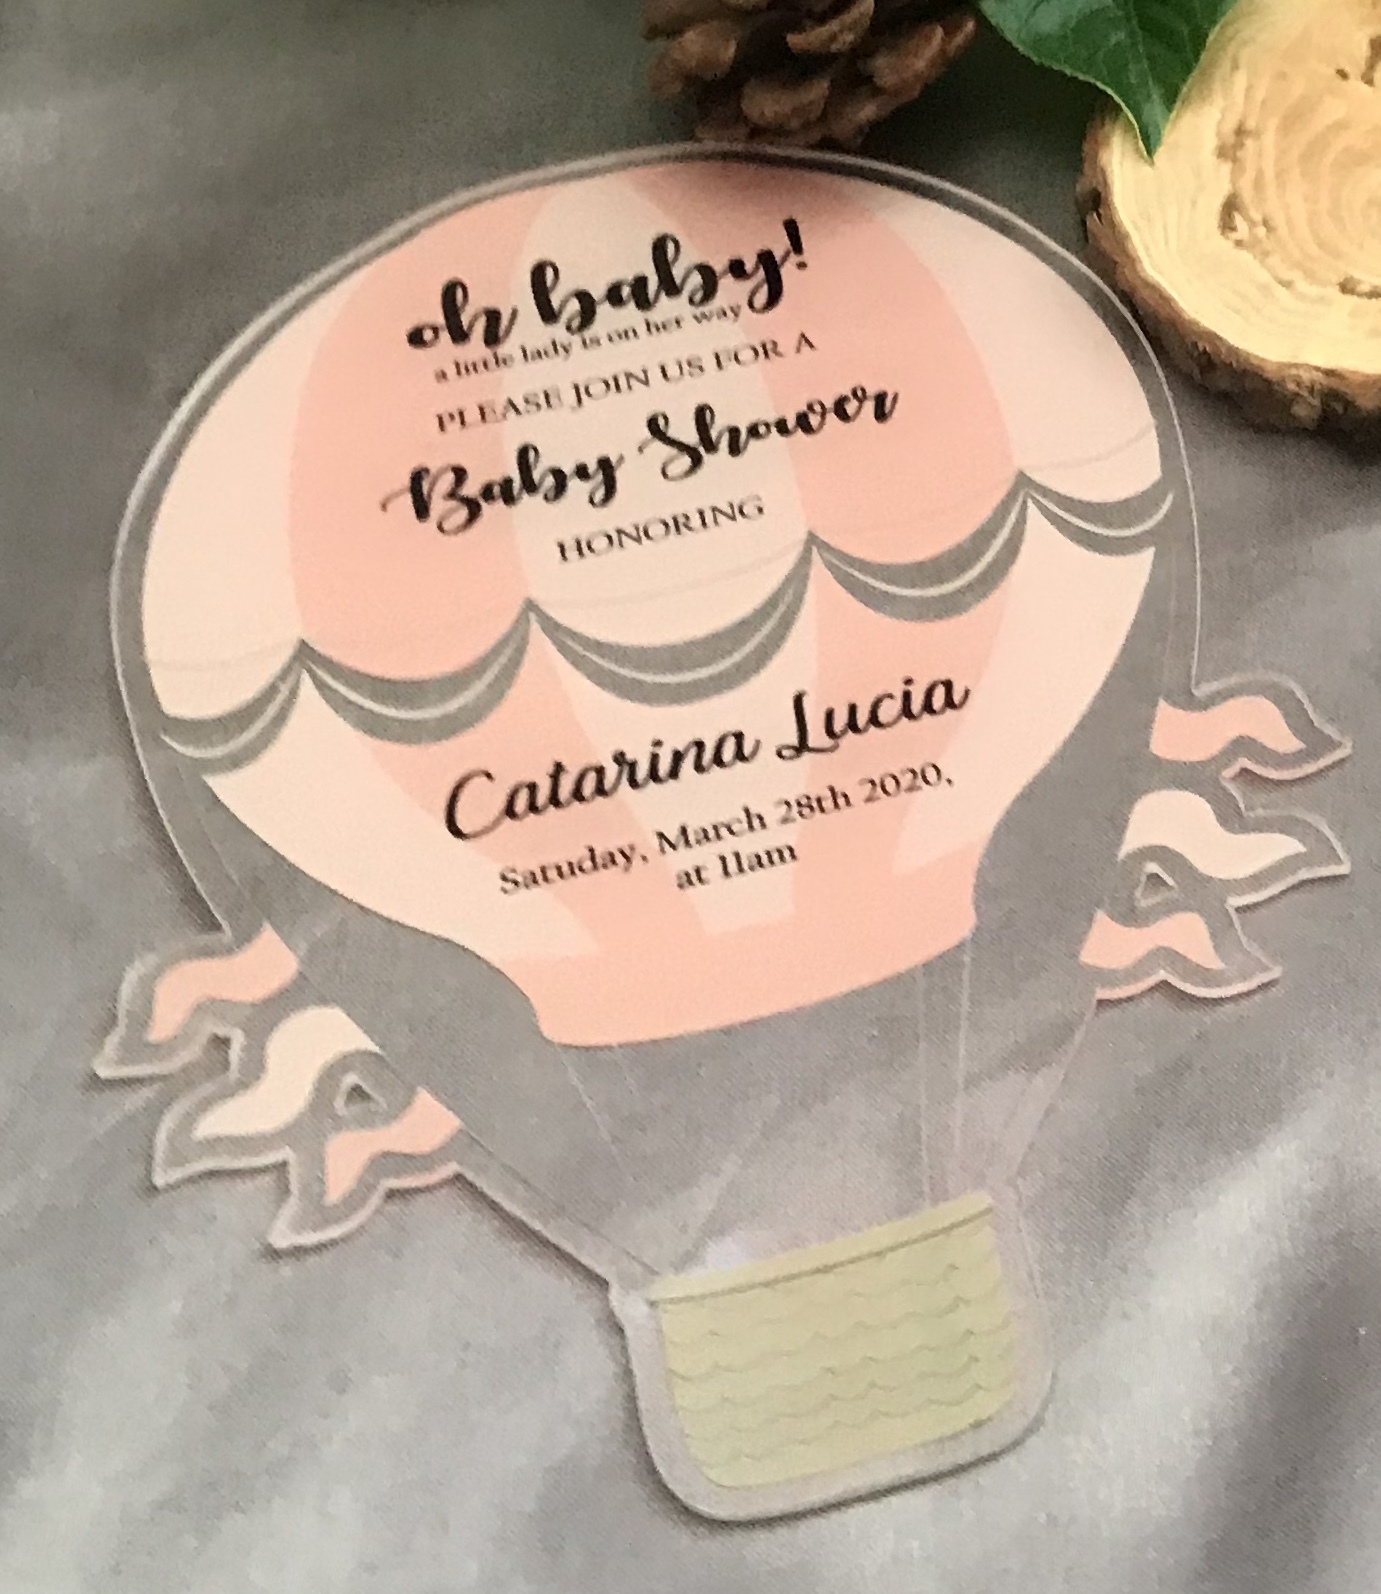 oh baby!
a little lady is on her way
PLEASE JOIN US FOR A
Baby Shower
HONORING
Catarina Lucia
Satuday, March 28th 2020,
at 11am